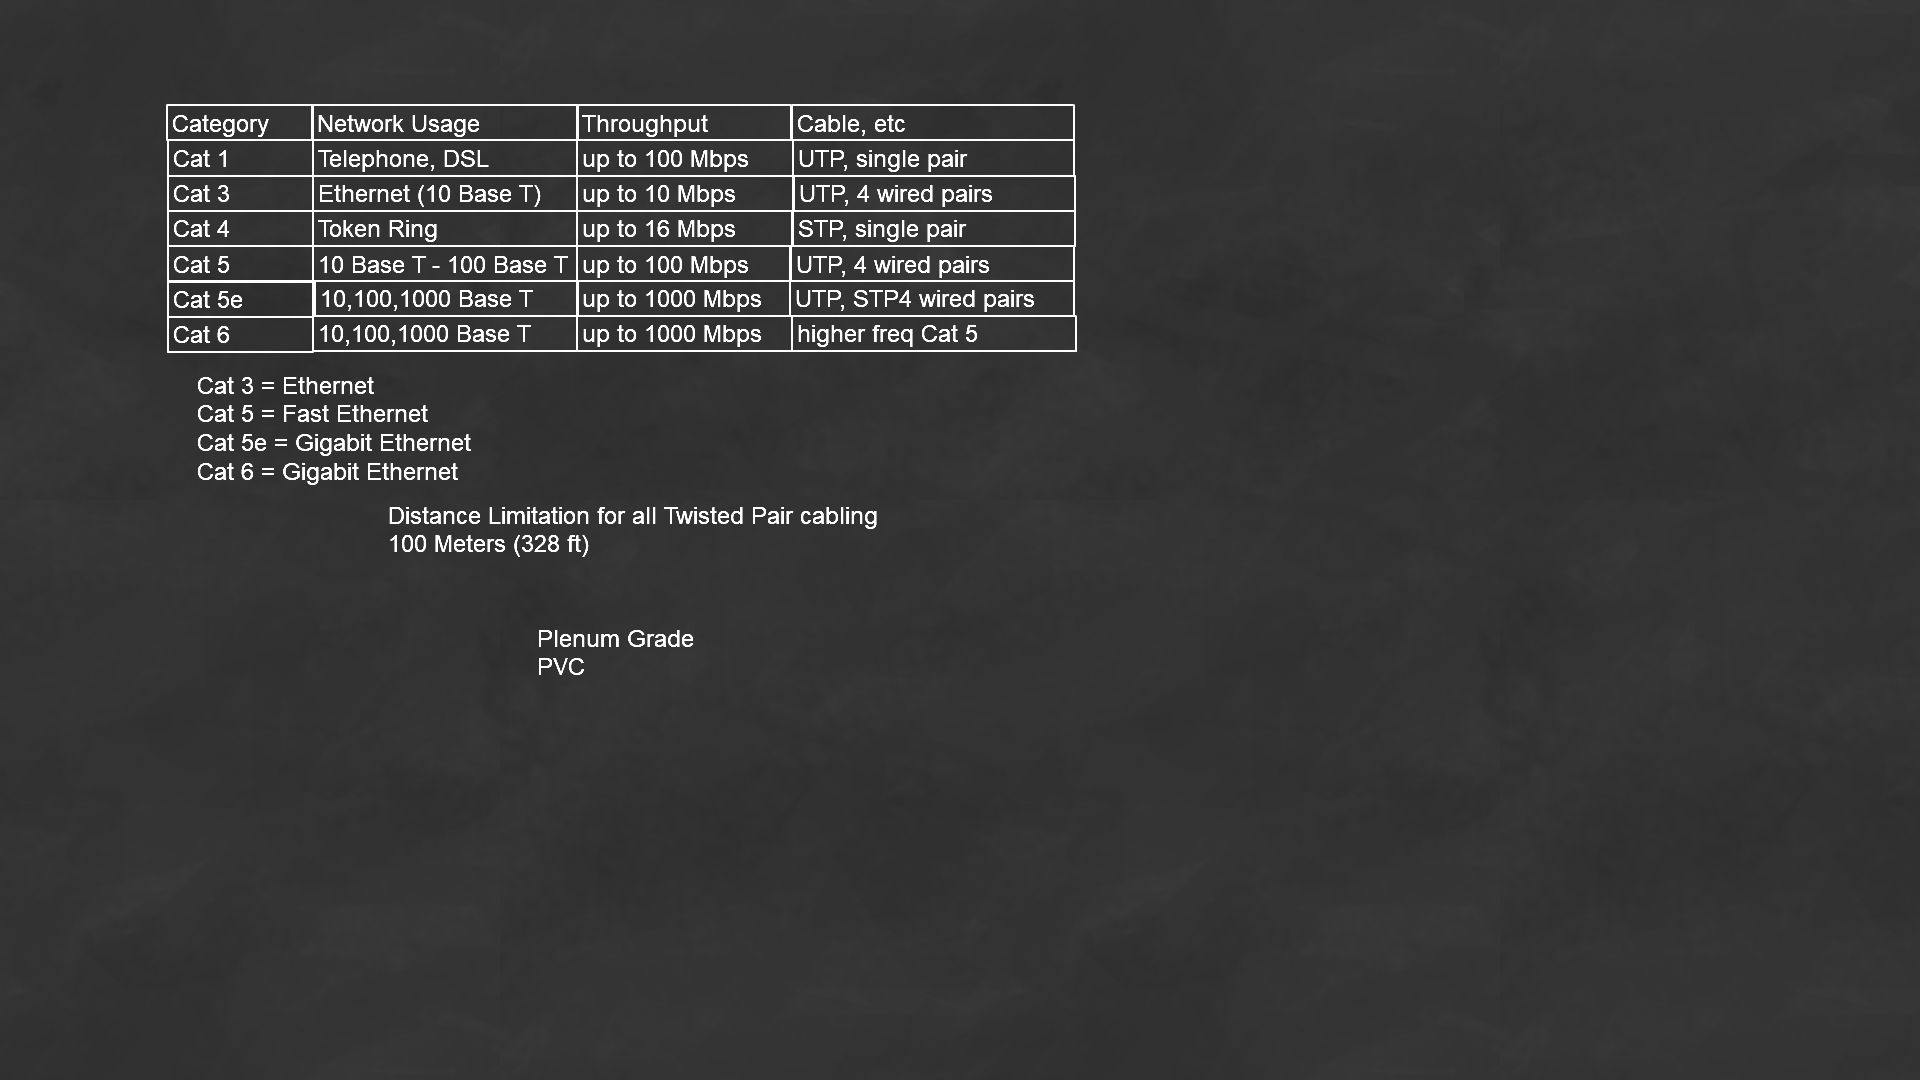 Category Network Usage Throughput Cable, etc
Cat 1 Telephone, DSL up to 100 Mbps UTP, single pair
Cat 3 Ethernet (10 Base T) up to 10 Mbps UTP, 4 wired pairs
Cat 4 Token Ring up to 16 Mbps STP, single pair
Cat 5 10 Base T - 100 Base T up to 100 Mbps UTP, 4 wired pairs
Cat 5e 10,100,1000 Base T up to 1000 Mbps UTP, STP4 wired pairs
Cat 6 10,100,1000 Base T up to 1000 Mbps higher freq Cat 5
Cat 3 = Ethernet
Cat 5 = Fast Ethernet
Cat 5e = Gigabit Ethernet
Cat 6 = Gigabit Ethernet
Distance Limitation for all Twisted Pair cabling
100 Meters (328 ft)
Plenum Grade
PVC